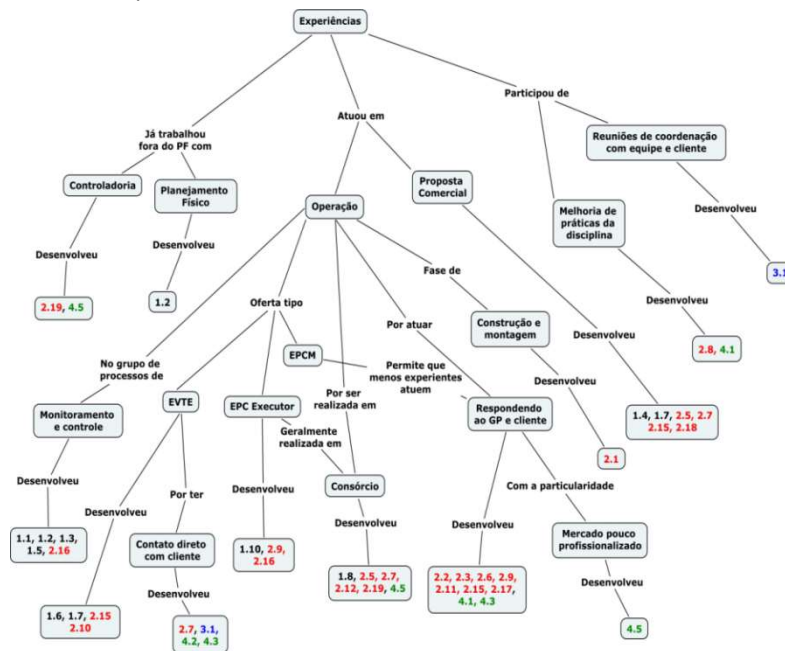 Experiências
Participou de
Atuou em
Já trabalhou
fora do PF com
Reuniões de coordenação
com equipe e cliente
Controladoria
Planejamento
Físico
Proposta
Comercial
Operação
Melhoria de
práticas da
disciplina
Desenvolveu
Desenvolveu
Desenvolveu
Fase de
3.1
2.19, 4.5
1.2
Oferta tipo
Por atuar
Construção e
montagem
Desenvolveu
Desenvolveu
2.8, 4.1
No grupo de
processos de
EPCM
Permite que
menos experientes
atuem
Monitoramento
e controle
EVTE
EPC Executor
Por ser
realizada em
Respondendo
ao GP e cliente
Desenvolveu
1.4, 1.7, 2.5, 2.7
2.15, 2.18
Geralmente
realizada em
2.1
Desenvolveu
Desenvolveu
Por ter
Desenvolveu
Consórcio
Com a particularidade
1.1, 1.2, 1.3,
1.5, 2.16
Contato direto
com cliente
1.10, 2.9,
2.16
Desenvolveu
Desenvolveu
Mercado pouco
profissionalizado
1.8, 2.5, 2.7,
2.12, 2.19, 4.5
2.2, 2.3, 2.6, 2.9,
2.11, 2.15, 2.17,
4.1, 4.3
Desenvolveu
Desenvolveu
1.6, 1.7, 2.15
2.10
2.7, 3.1,
4.2, 4.3
4.5